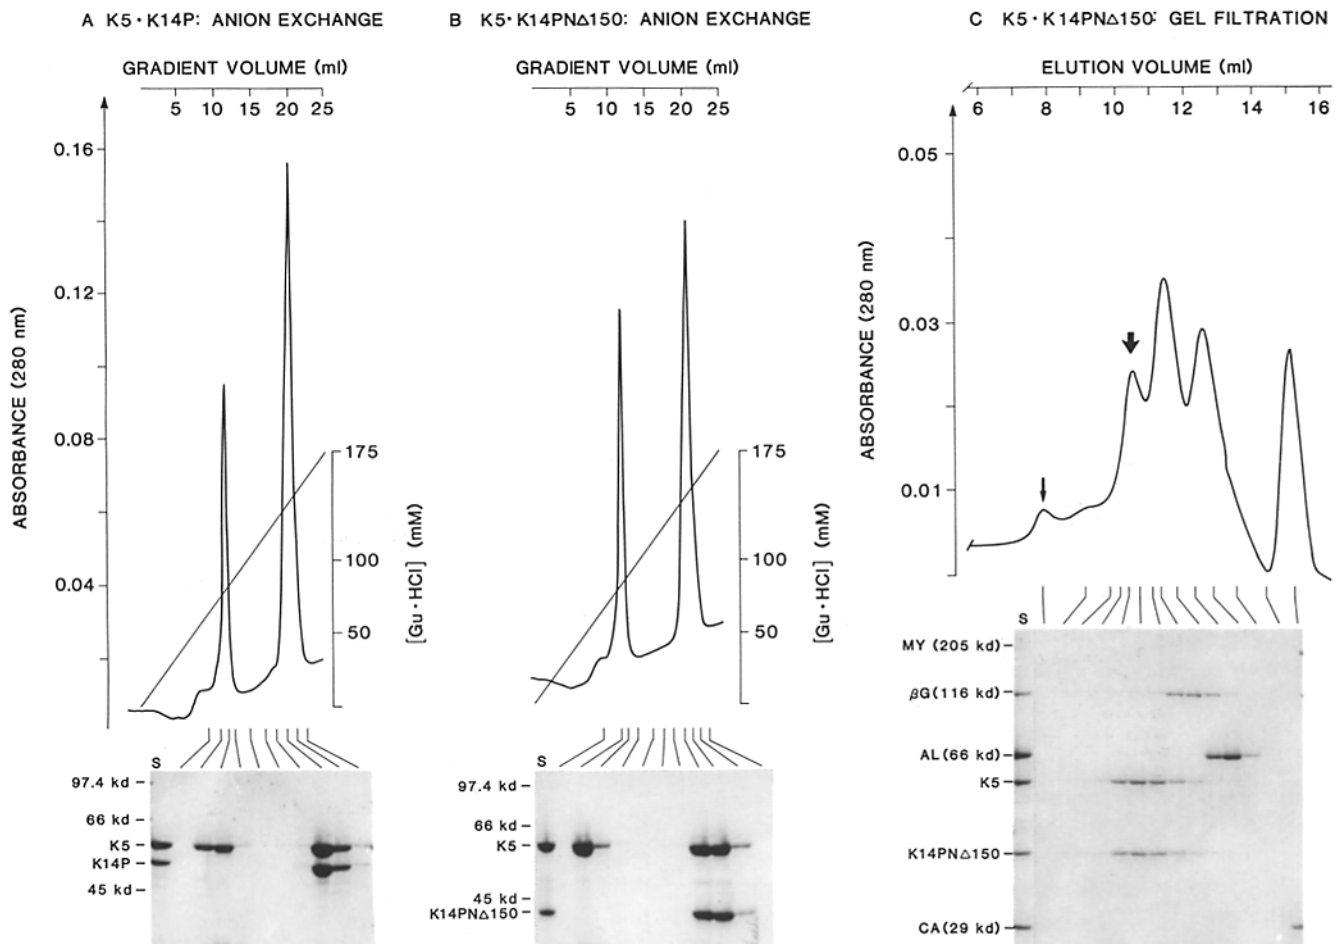 A K5·K14P: ANION EXCHANGE
GRADIENT VOLUME (ml)
5 10 15 20 25
ABSORBANCE (280 nm)
0.16
0.12
0.08
0.04
175
100
50
[Gu·HCl] (mM)
S
97.4 kd
66 kd
K5
K14P
45 kd
B K5·K14PNΔ150: ANION EXCHANGE
GRADIENT VOLUME (ml)
5 10 15 20 25
175
100
50
[Gu·HCl] (mM)
S
97.4 kd
66 kd
K5
45 kd
K14PNΔ150
C K5·K14PNΔ150: GEL FILTRATION
ELUTION VOLUME (ml)
6 8 10 12 14 16
ABSORBANCE (280 nm)
0.05
0.03
0.01
S
MY (205 kd)
βG(116 kd)
AL(66 kd)
K5
K14PNΔ150
CA(29 kd)